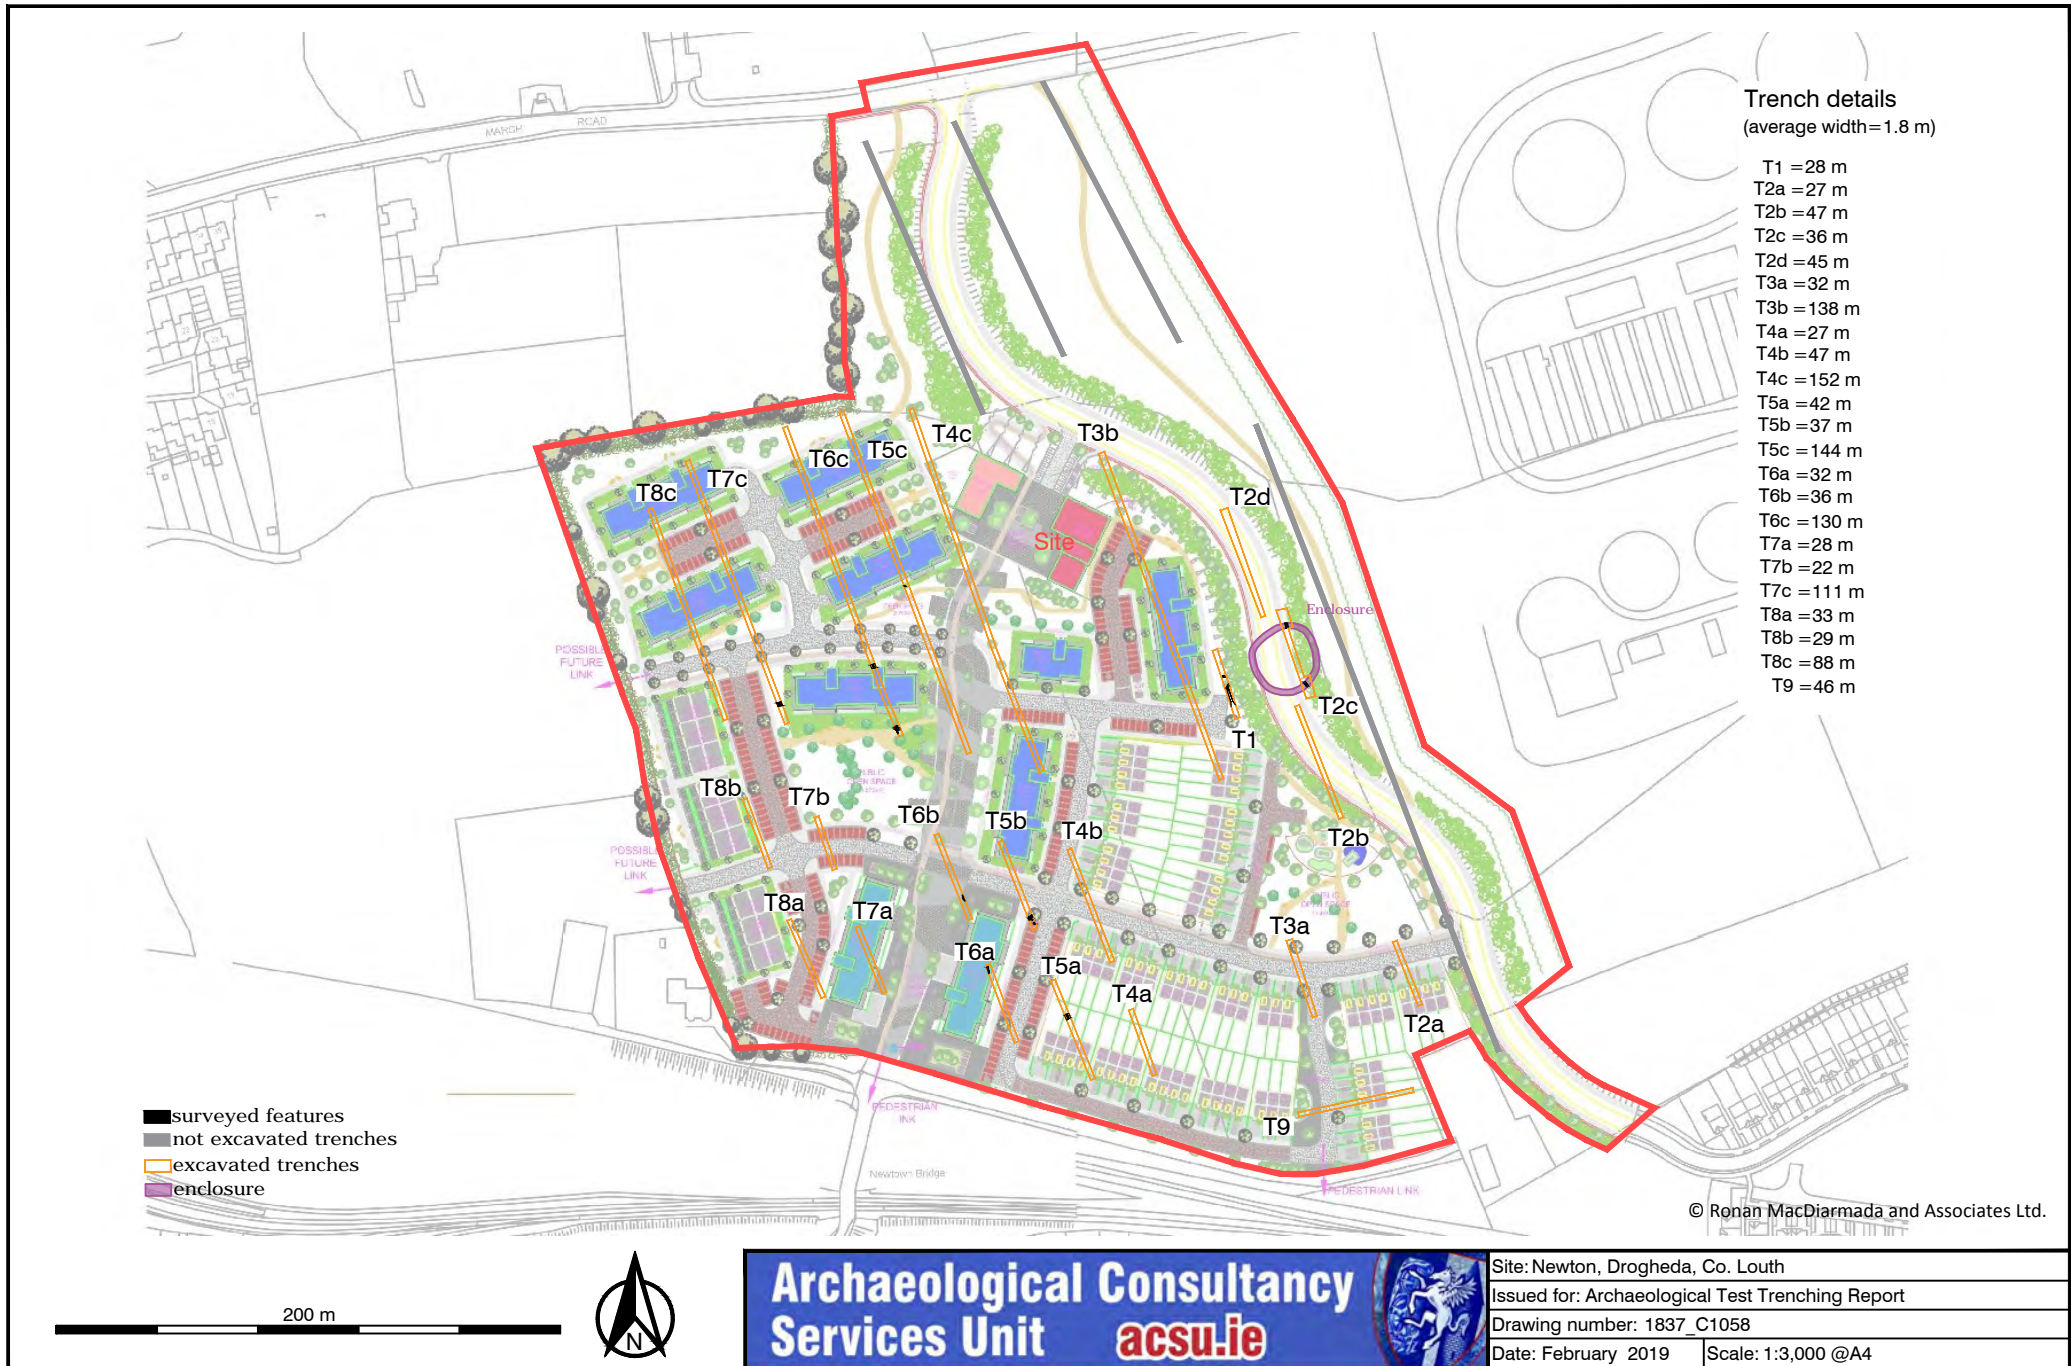 MARSH ROAD
Trench details
(average width=1.8 m)
T1 =28 m
T2a =27 m
T2b =47 m
T2c =36 m
T2d =45 m
T3a =32 m
T3b =138 m
T4a =27 m
T4b =47 m
T4c =152 m
T5a =42 m
T5b =37 m
T5c =144 m
T6a =32 m
T6b =36 m
T6c =130 m
T7a =28 m
T7b =22 m
T7c =111 m
T8a =33 m
T8b =29 m
T8c =88 m
T9 =46 m
T4c
T3b
T5c
T6c
T7c
T8c
T2d
Site
Enclosure
POSSIBL
FUTURE
LINK
T2c
T1
T8b
T7b
T6b
T5b
T4b
T2b
PUBLIC
OPEN SPACE
POSSIBL
FUTURE
LINK
T8a
T7a
T6a
T5a
T4a
T3a
T2a
T9
PEDESTRIAN
INK
Newtown Bridge
PEDESTRIAN LINK
surveyed features
not excavated trenches
excavated trenches
enclosure
© Ronan MacDiarmada and Associates Ltd.
200 m
N
Archaeological Consultancy
Services Unit acsu.ie
Site: Newton, Drogheda, Co. Louth
Issued for: Archaeological Test Trenching Report
Drawing number: 1837_C1058
Date: February 2019 Scale: 1:3,000 @A4